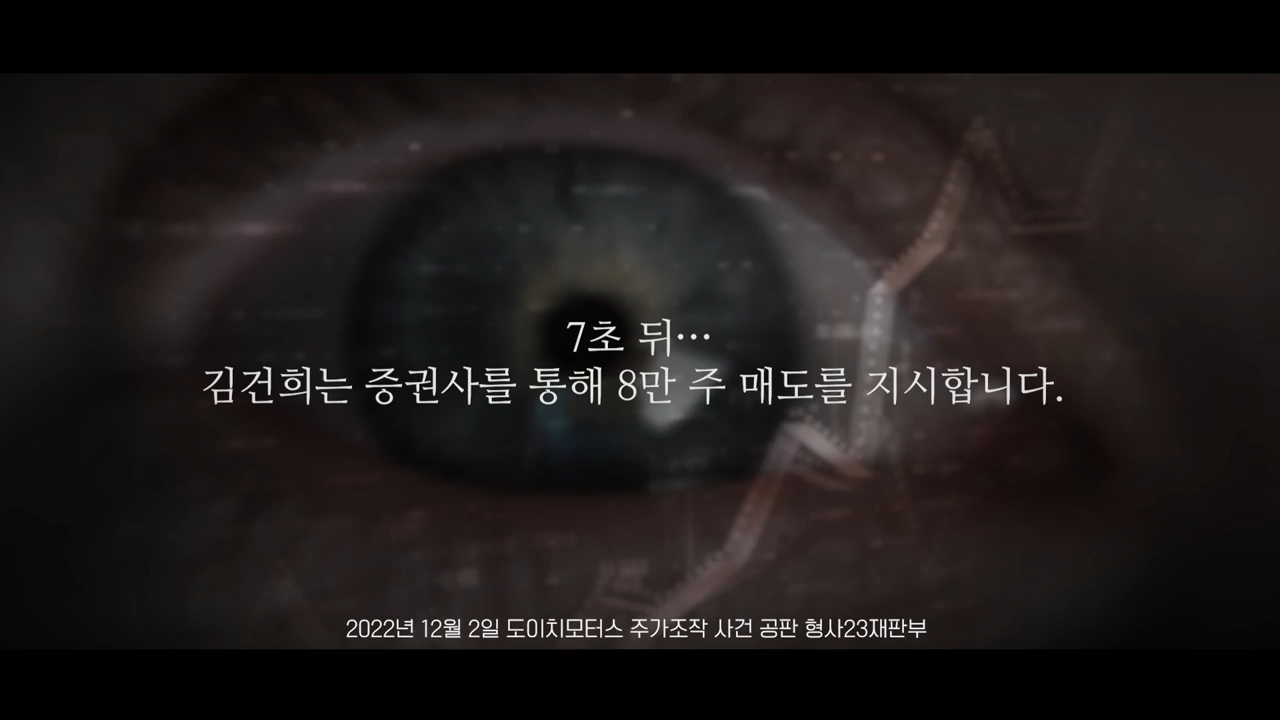 7초 뒤…
김건희는 증권사를 통해 8만 주 매도를 지시합니다.
2022년 12월 2일 도이치모터스 주가조작 사건 공판 형사23재판부